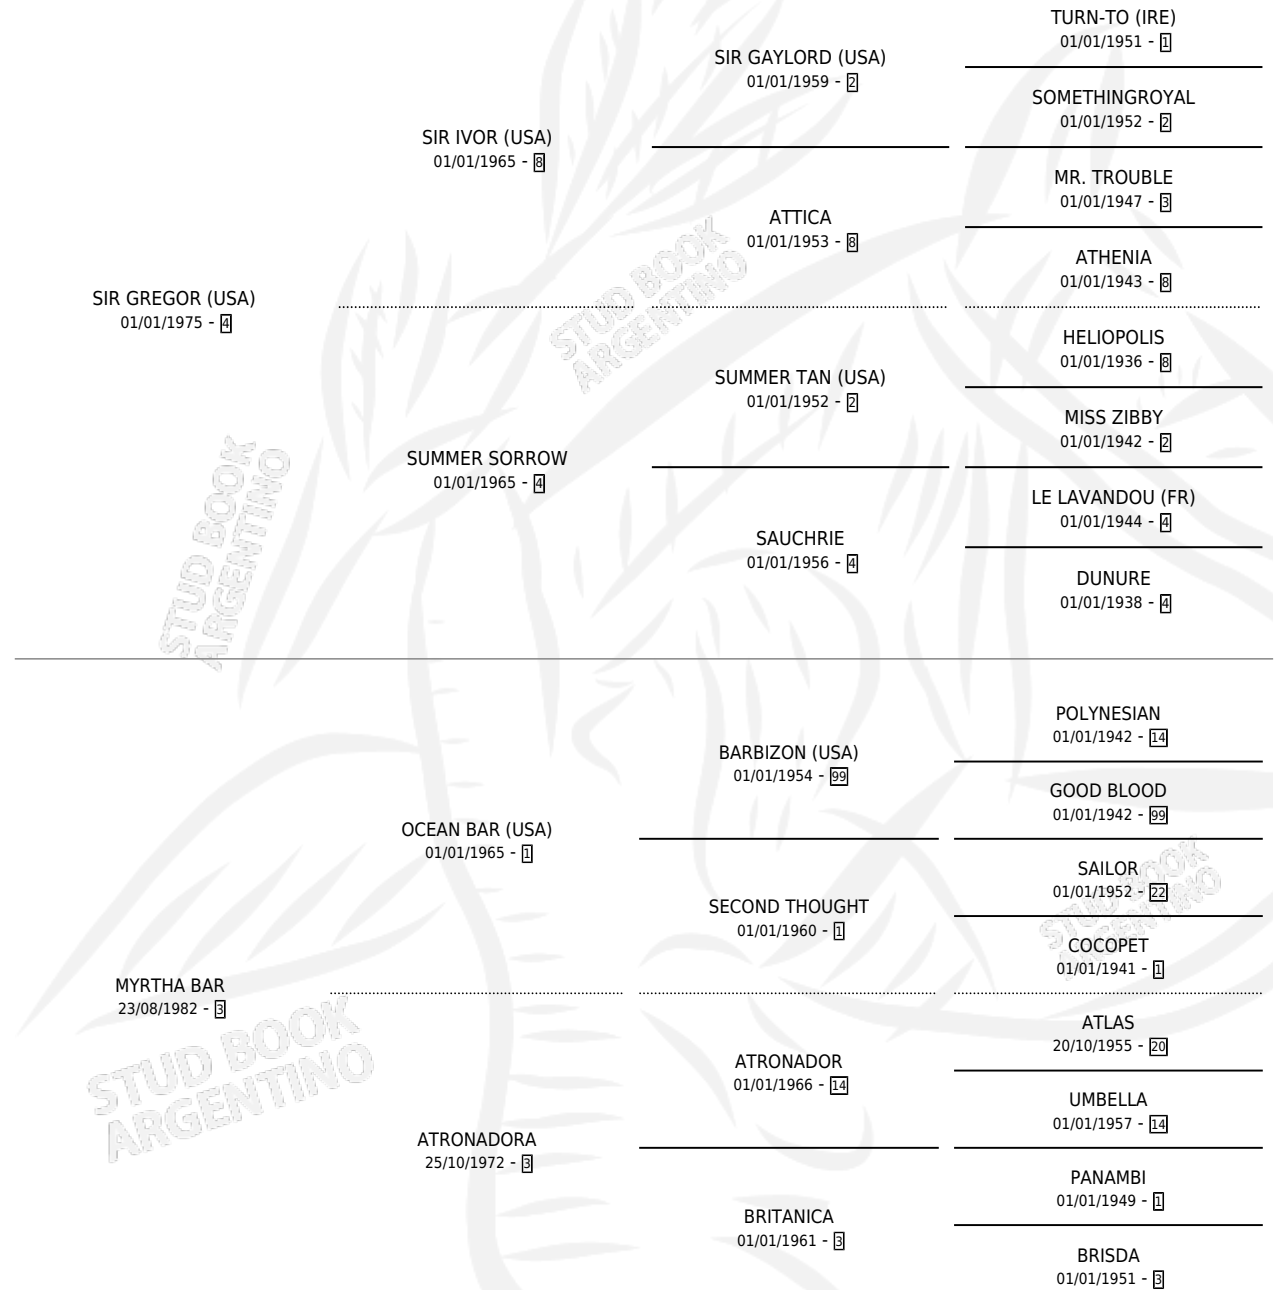 TURN-TO (IRE)
01/01/1951 - 1
SIR GAYLORD (USA)
01/01/1959 - 2
SOMETHINGROYAL
01/01/1952 - 2
SIR IVOR (USA)
01/01/1965 - 8
MR. TROUBLE
01/01/1947 - 3
ATTICA
01/01/1953 - 8
ATHENIA
01/01/1943 - 8
SIR GREGOR (USA)
01/01/1975 - 4
HELIOPOLIS
01/01/1936 - 8
SUMMER TAN (USA)
01/01/1952 - 2
MISS ZIBBY
01/01/1942 - 2
SUMMER SORROW
01/01/1965 - 4
LE LAVANDOU (FR)
01/01/1944 - 4
SAUCHRIE
01/01/1956 - 4
DUNURE
01/01/1938 - 4
STUD BOOK
ARGENTINO
STUD BOOK
ARGENTINO
POLYNESIAN
01/01/1942 - 14
BARBIZON (USA)
01/01/1954 - 99
GOOD BLOOD
01/01/1942 - 99
OCEAN BAR (USA)
01/01/1965 - 1
SAILOR
01/01/1952 - 22
SECOND THOUGHT
01/01/1960 - 1
COCOPET
01/01/1941 - 1
MYRTHA BAR
23/08/1982 - 3
ATLAS
20/10/1955 - 20
ATRONADOR
01/01/1966 - 14
UMBELLA
01/01/1957 - 14
ATRONADORA
25/10/1972 - 3
PANAMBI
01/01/1949 - 1
BRITANICA
01/01/1961 - 3
BRISDA
01/01/1951 - 3
STUD BOOK
ARGENTINO
STUD BOOK
ARGENTINO